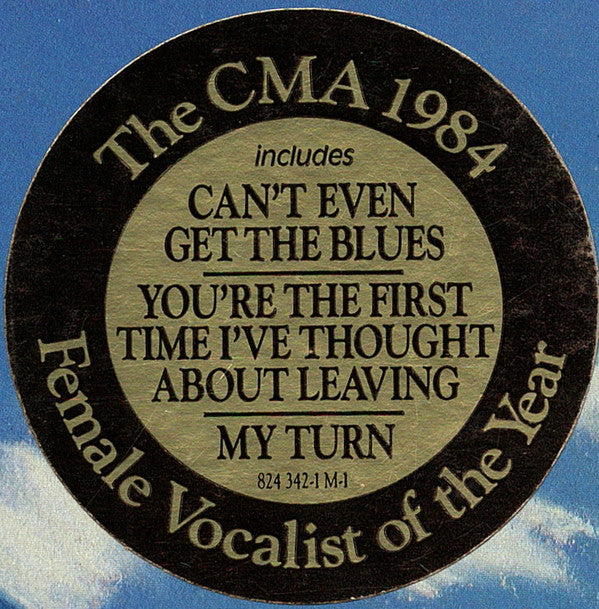 The CMA 1984
includes
CAN'T EVEN
GET THE BLUES
YOU'RE THE FIRST
TIME I'VE THOUGHT
ABOUT LEAVING
MY TURN
824 342-1 M-1
Female Vocalist of the Year